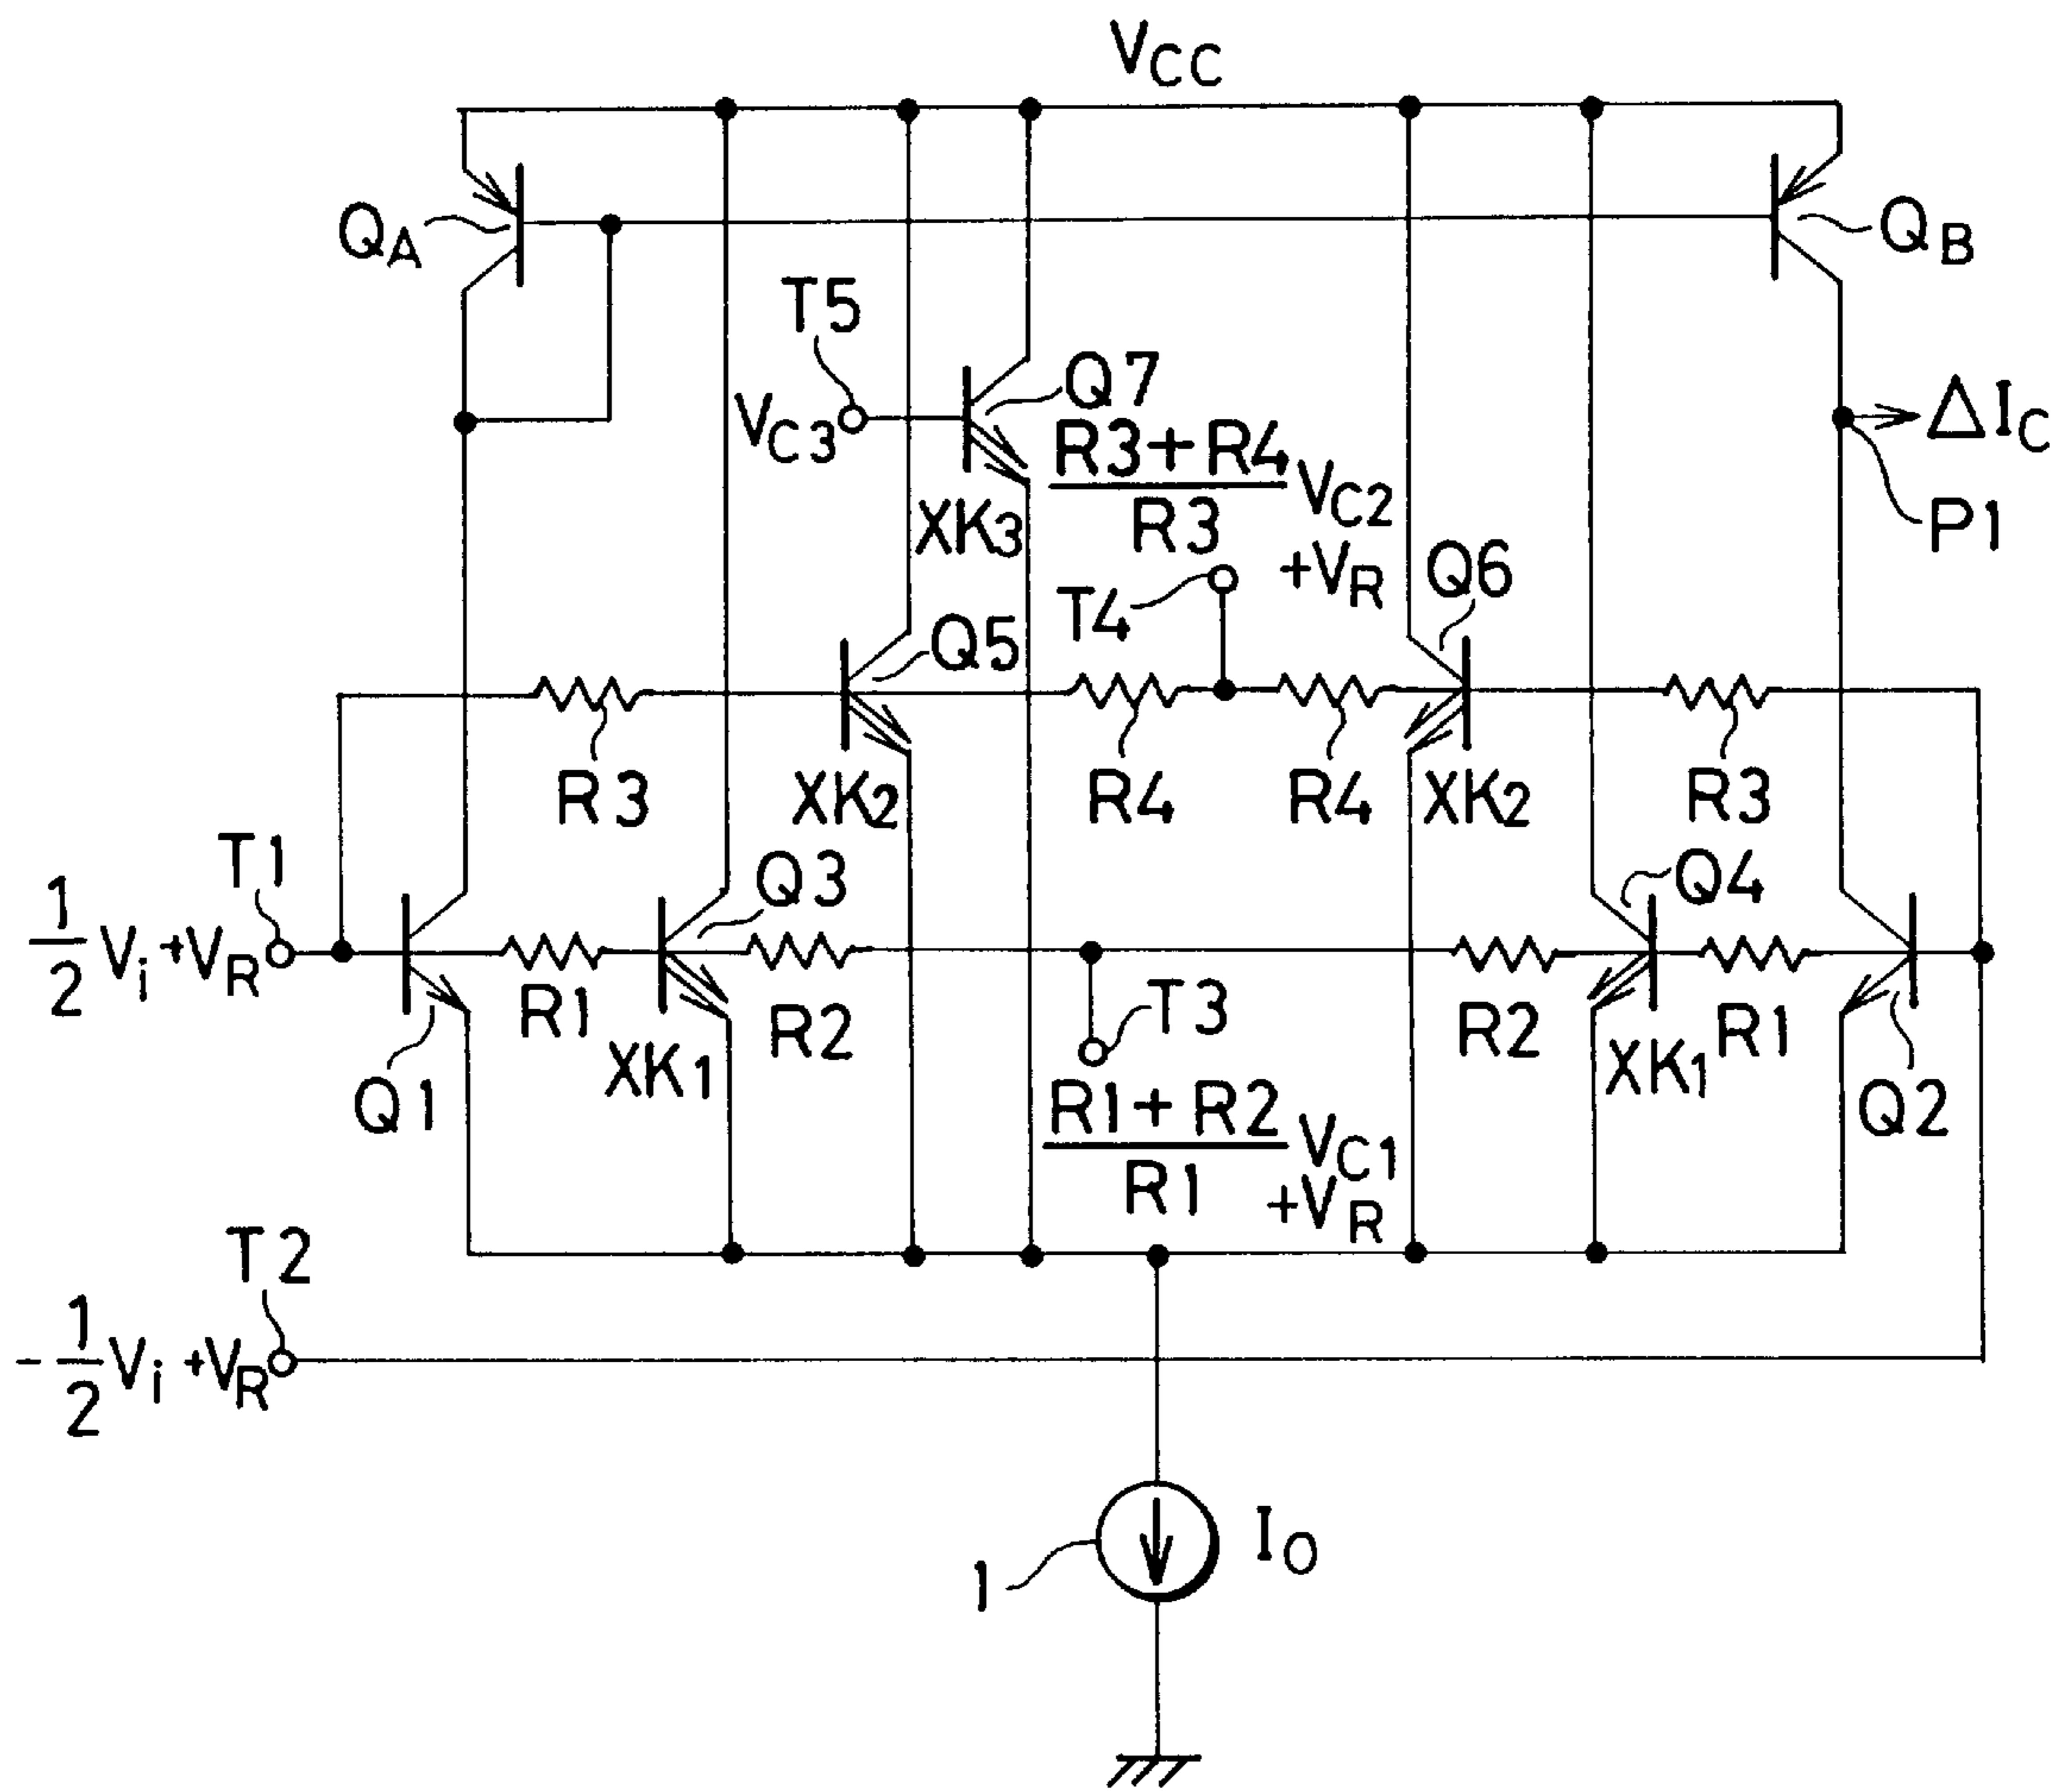 VCC
QA
QB
T5
VC3
Q7
ΔIC
R3+R4
R3
VC2
+VR
P1
XK3
T4
Q6
Q5
R3
XK2
R4
R4
XK2
R3
T1
1/2 Vi +VR
Q3
Q4
R1
R2
T3
R2
R1
Q1
XK1
R1+R2
R1
VC1
+VR
XK1
Q2
T2
-1/2 Vi +VR
1
IO